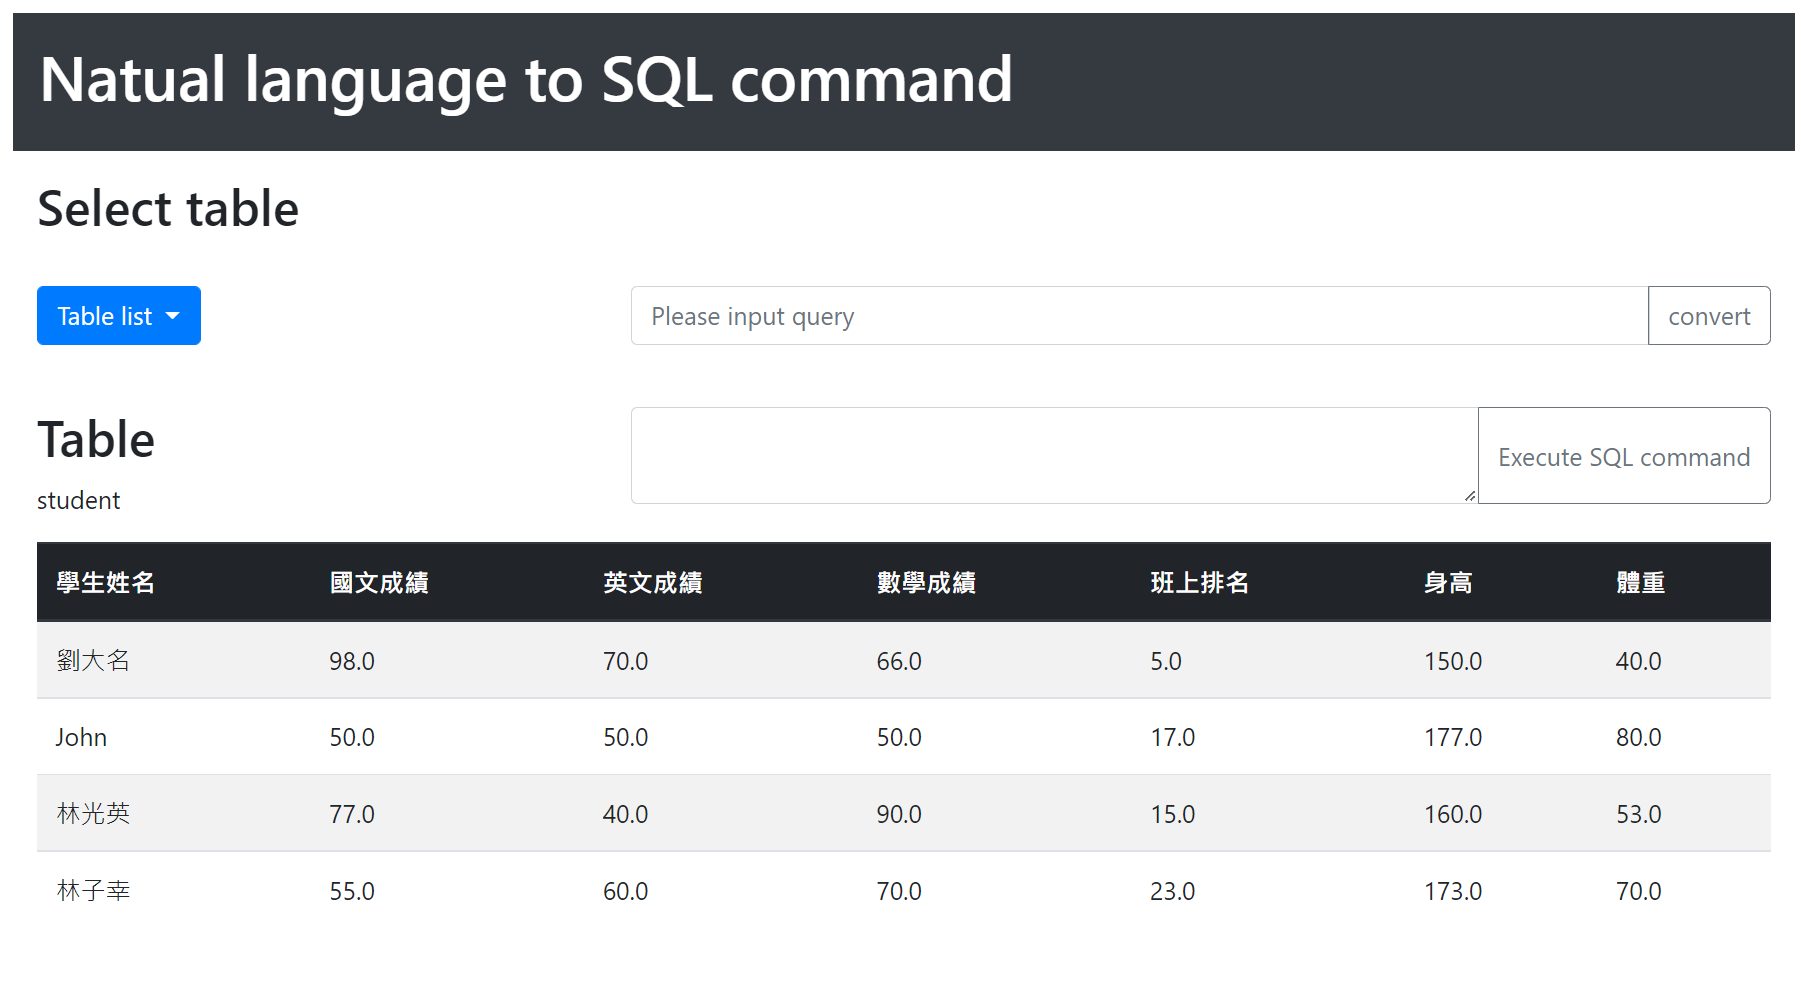 Natual language to SQL command
Select table
Table list
Please input query
convert
Table
Execute SQL command
student
學生姓名 國文成績 英文成績 數學成績 班上排名 身高 體重
劉大名 98.0 70.0 66.0 5.0 150.0 40.0
John 50.0 50.0 50.0 17.0 177.0 80.0
林光英 77.0 40.0 90.0 15.0 160.0 53.0
林子幸 55.0 60.0 70.0 23.0 173.0 70.0